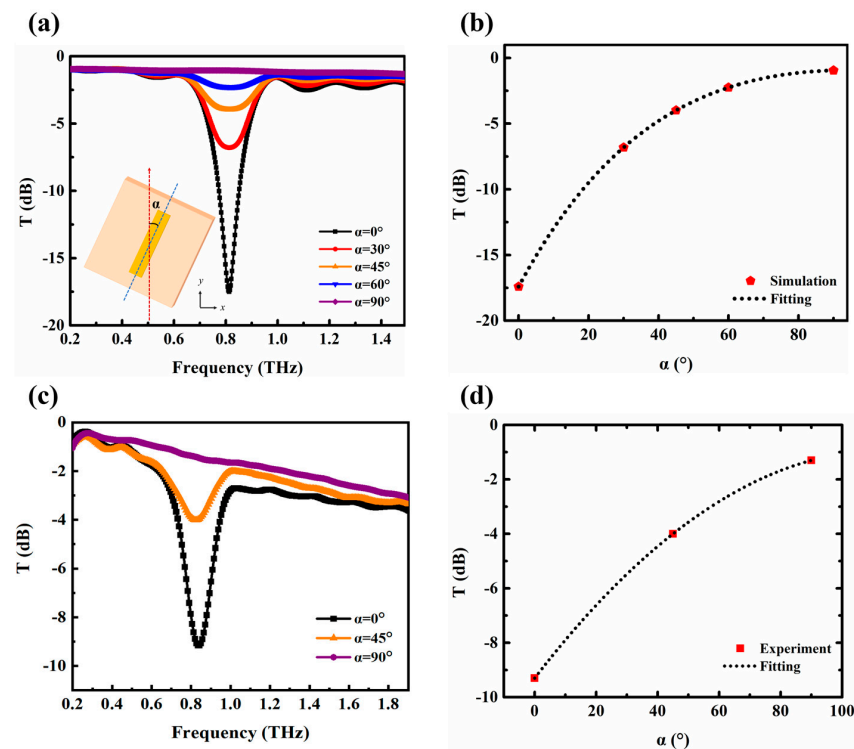 (a)
0
-5
-10
-15
-20
T (dB)
0.2 0.4 0.6 0.8 1.0 1.2 1.4
Frequency (THz)
α
y
x
α=0°
α=30°
α=45°
α=60°
α=90°
(b)
0
-5
-10
-15
-20
T (dB)
0 20 40 60 80
α (°)
Simulation
Fitting
(c)
0
-2
-4
-6
-8
-10
T (dB)
0.2 0.4 0.6 0.8 1.0 1.2 1.4 1.6 1.8
Frequency (THz)
α=0°
α=45°
α=90°
(d)
0
-2
-4
-6
-8
-10
T (dB)
0 20 40 60 80 100
α (°)
Experiment
Fitting